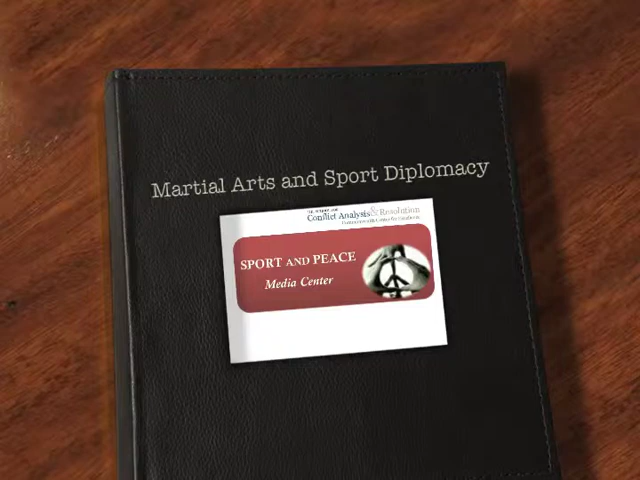 Martial Arts and Sport Diplomacy
Conflict Analysis & Resolution
SPORT AND PEACE
Media Center